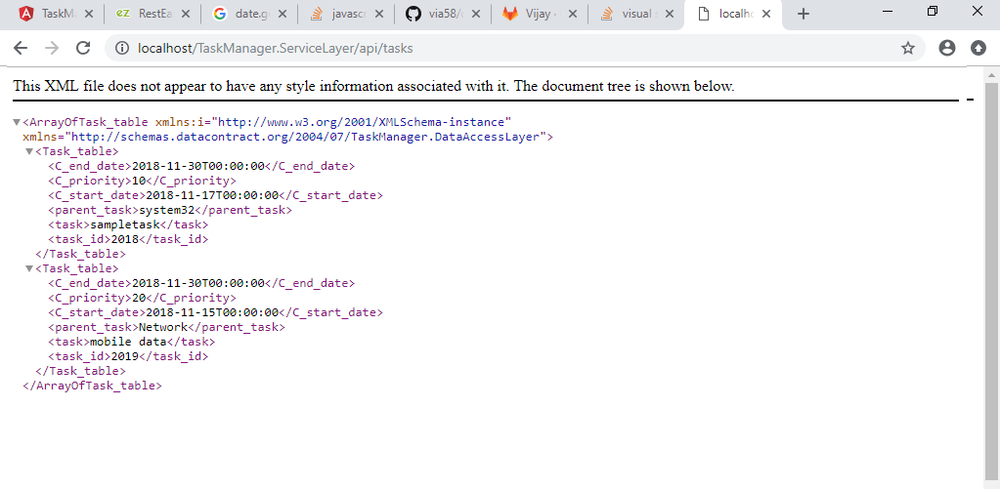 TaskM
RestEa
date.g
javasc
via58/
Vijay
visual
localh
localhost/TaskManager.ServiceLayer/api/tasks
This XML file does not appear to have any style information associated with it. The document tree is shown below.
<ArrayOfTask_table xmlns:i="http://www.w3.org/2001/XMLSchema-instance"
xmlns="http://schemas.datacontract.org/2004/07/TaskManager.DataAccessLayer">
<Task_table>
<C_end_date>2018-11-30T00:00:00</C_end_date>
<C_priority>10</C_priority>
<C_start_date>2018-11-17T00:00:00</C_start_date>
<parent_task>system32</parent_task>
<task>sampletask</task>
<task_id>2018</task_id>
</Task_table>
<Task_table>
<C_end_date>2018-11-30T00:00:00</C_end_date>
<C_priority>20</C_priority>
<C_start_date>2018-11-15T00:00:00</C_start_date>
<parent_task>Network</parent_task>
<task>mobile data</task>
<task_id>2019</task_id>
</Task_table>
</ArrayOfTask_table>